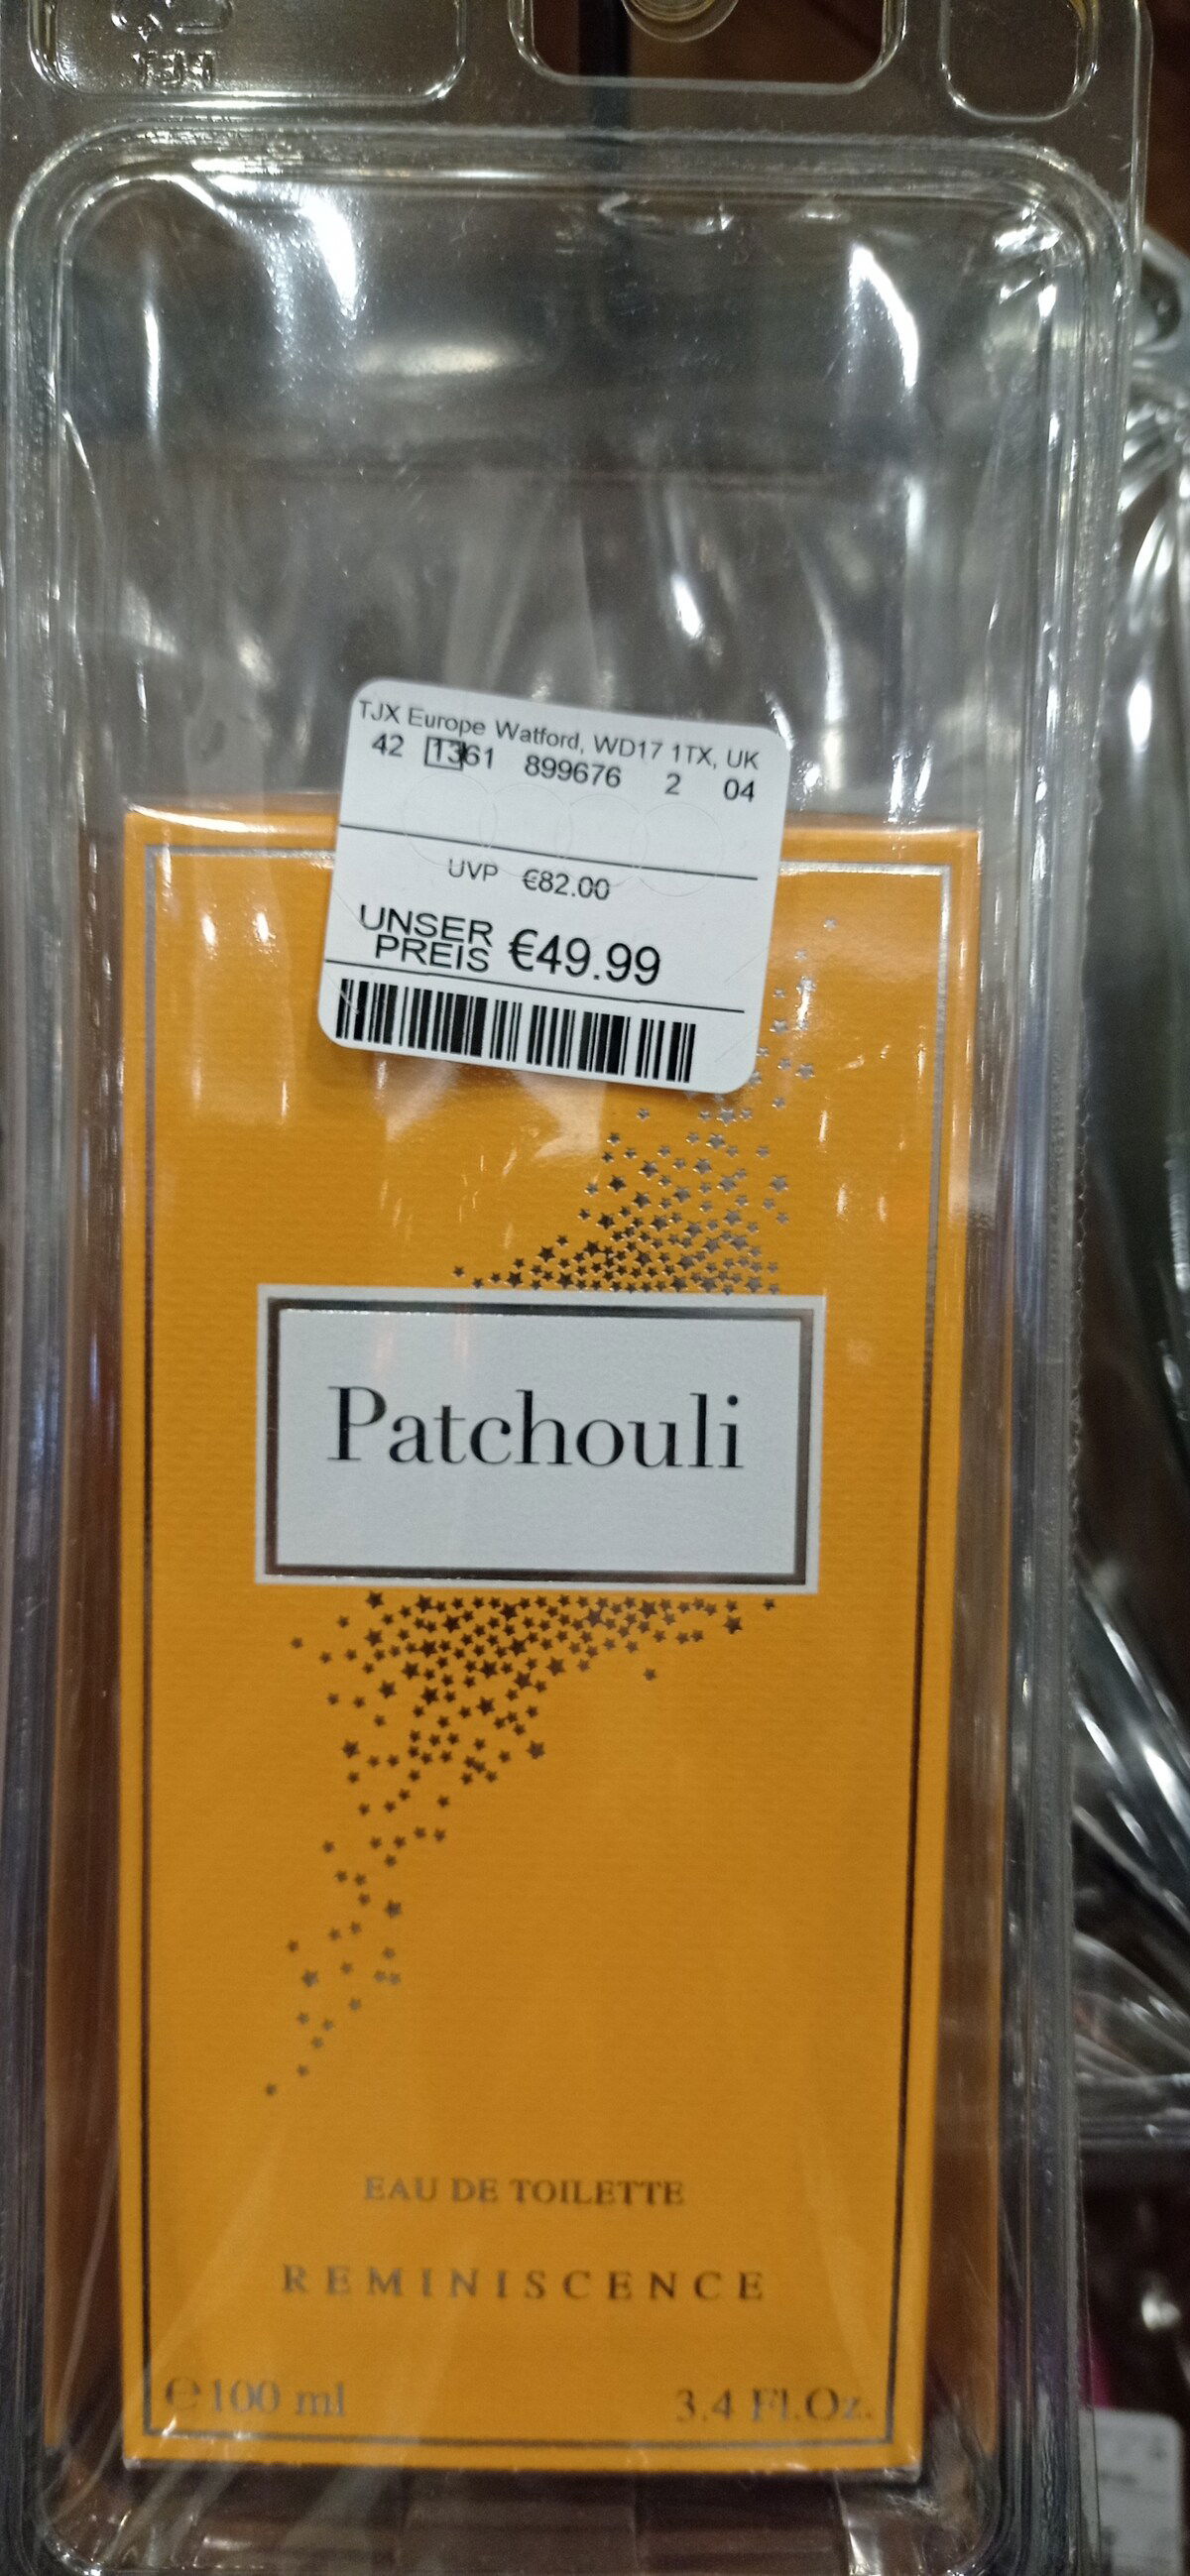 PET
TJX Europe Watford, WD17 1TX, UK
42 1361 899676 2 04
UVP €82.00
UNSER
PREIS €49.99
Patchouli
EAU DE TOILETTE
REMINISCENCE
℮100 ml 3.4 Fl.Oz.